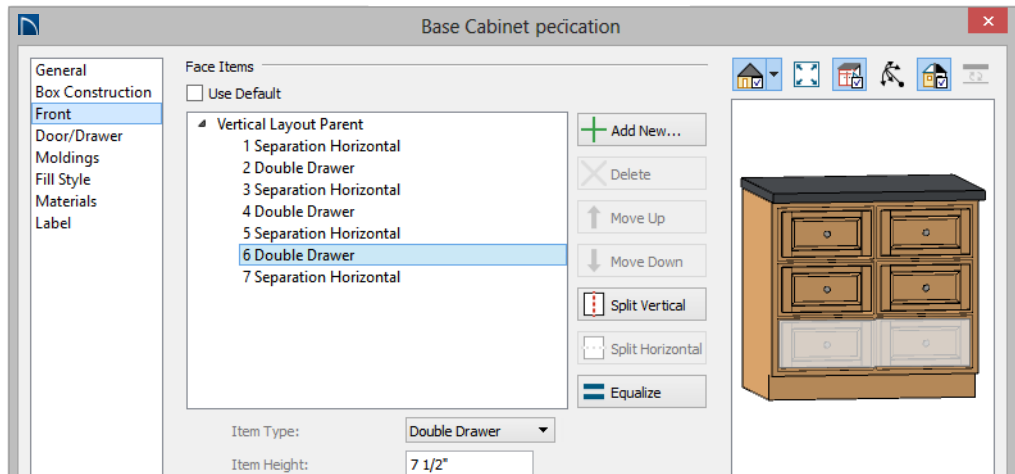 Base Cabinet pecification
General
Box Construction
Front
Door/Drawer
Moldings
Fill Style
Materials
Label
Face Items
Use Default
Vertical Layout Parent
1 Separation Horizontal
2 Double Drawer
3 Separation Horizontal
4 Double Drawer
5 Separation Horizontal
6 Double Drawer
7 Separation Horizontal
Add New...
Delete
Move Up
Move Down
Split Vertical
Split Horizontal
Equalize
Item Type: Double Drawer
Item Height: 7 1/2"